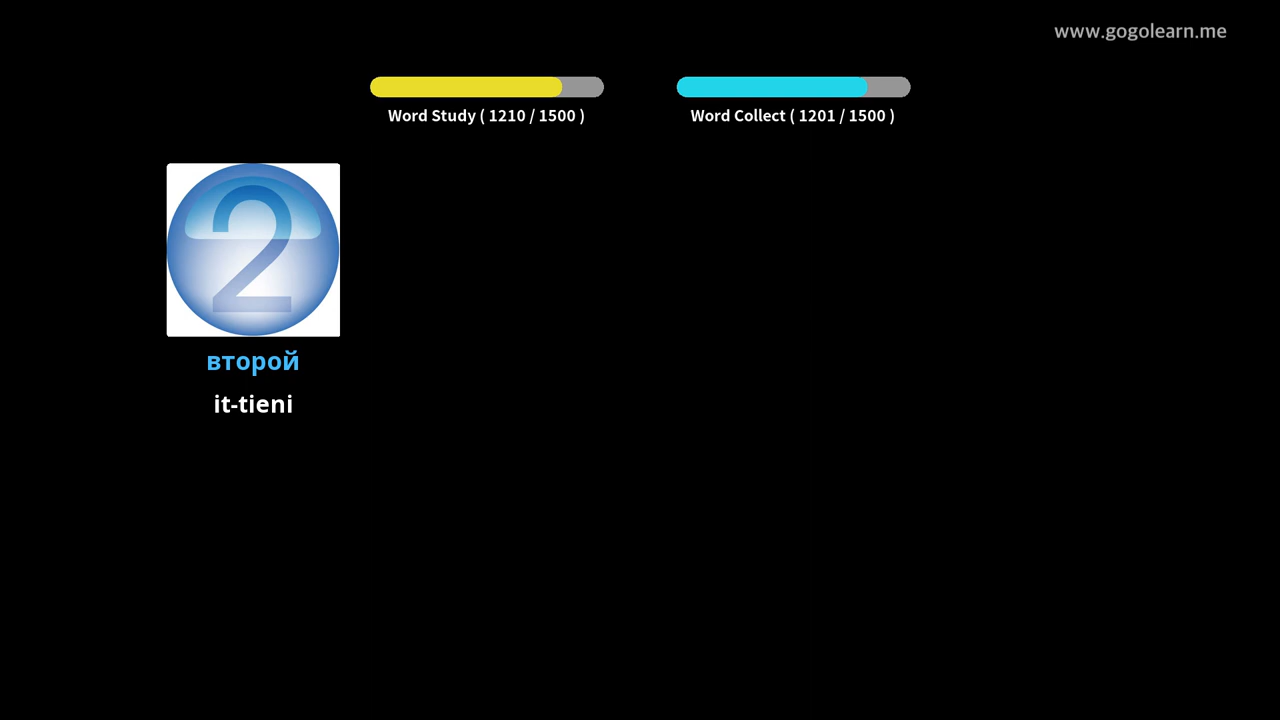 www.gogolearn.me
Word Study ( 1210 / 1500 )
Word Collect ( 1201 / 1500 )
2
второй
it-tieni